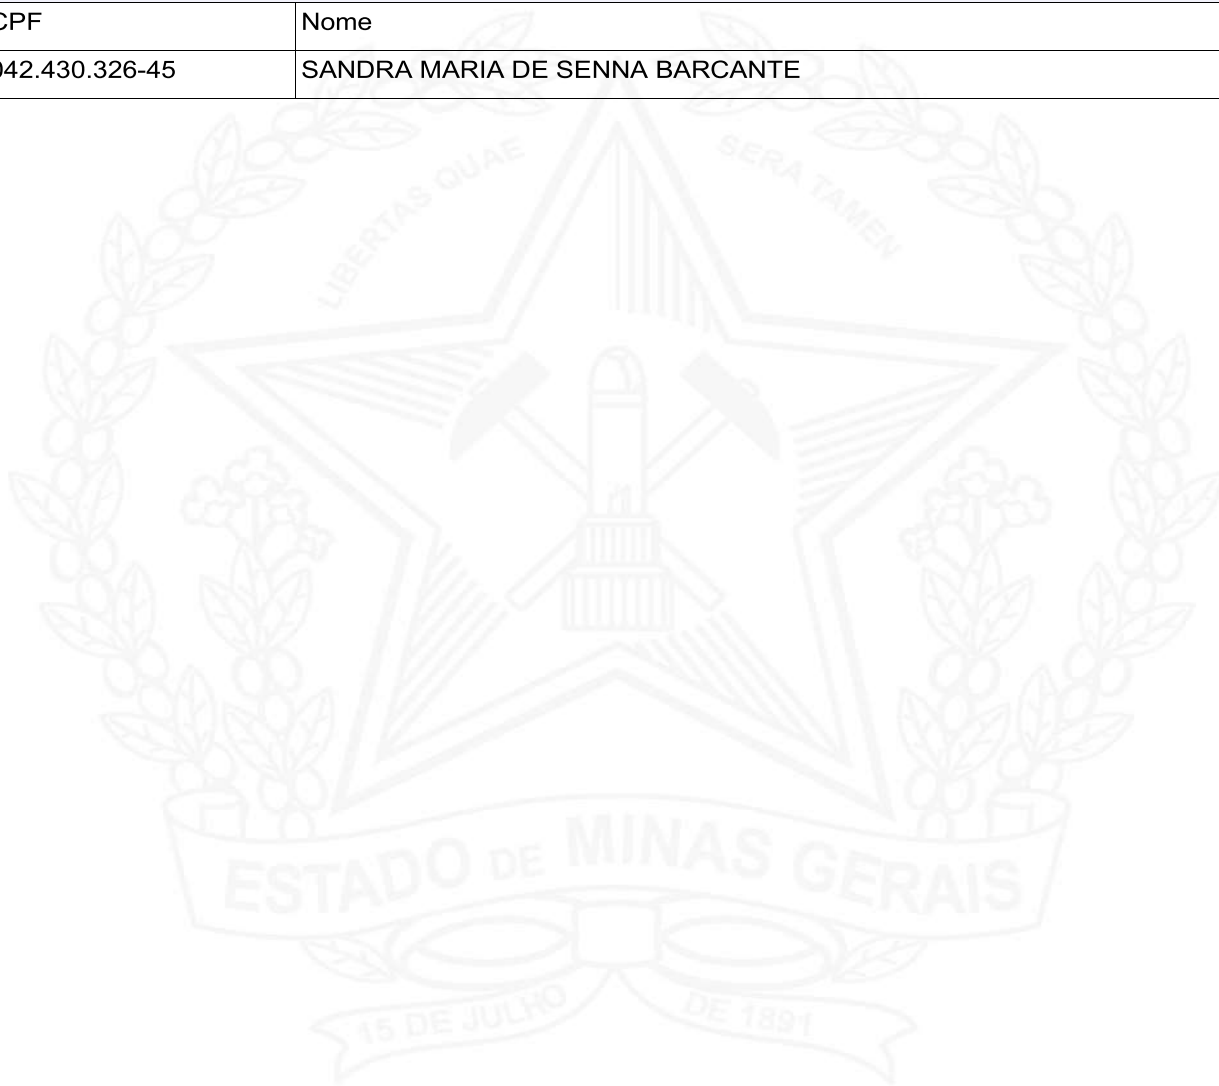 CPF Nome
042.430.326-45 SANDRA MARIA DE SENNA BARCANTE
LIBERTAS QUAE SERA TAMEN
ESTADO DE MINAS GERAIS
15 DE JULHO DE 1891